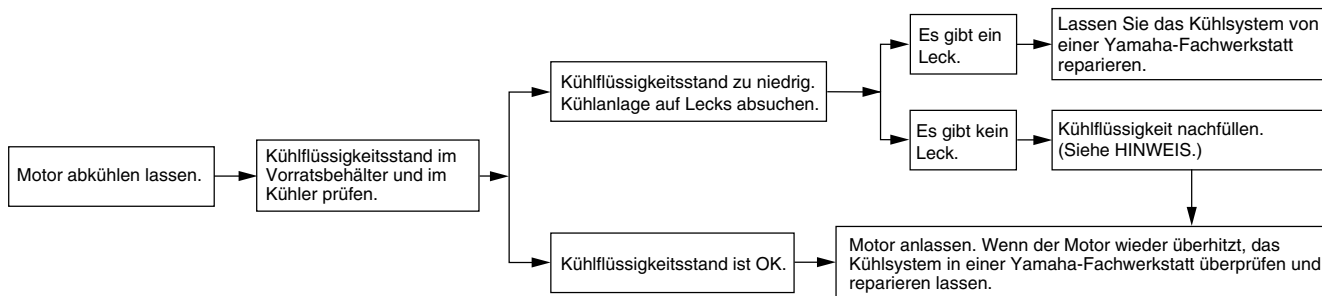 Motor abkühlen lassen.
Kühlflüssigkeitsstand im
Vorratsbehälter und im
Kühler prüfen.
Kühlflüssigkeitsstand zu niedrig.
Kühlanlage auf Lecks absuchen.
Es gibt ein
Leck.
Lassen Sie das Kühlsystem von
einer Yamaha-Fachwerkstatt
reparieren.
Es gibt kein
Leck.
Kühlflüssigkeit nachfüllen.
(Siehe HINWEIS.)
Kühlflüssigkeitsstand ist OK.
Motor anlassen. Wenn der Motor wieder überhitzt, das
Kühlsystem in einer Yamaha-Fachwerkstatt überprüfen und
reparieren lassen.